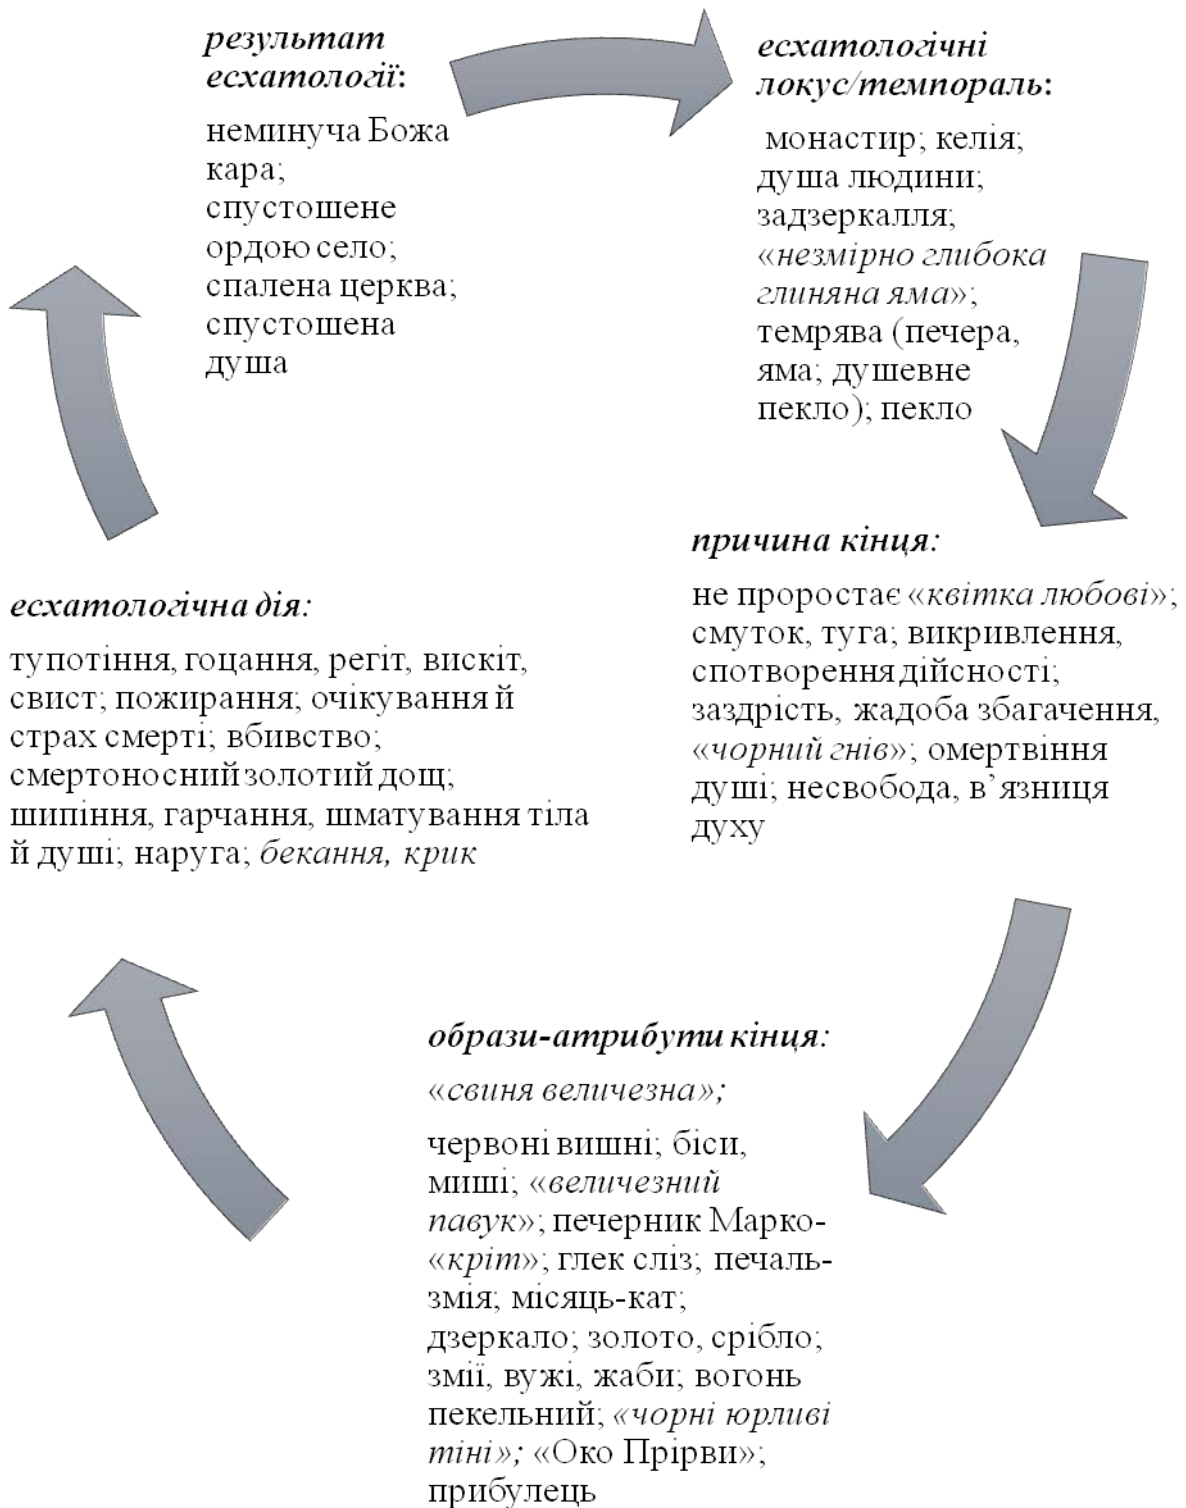 результат
есхатології:
неминуча Божа
кара;
спустошене
ордою село;
спалена церква;
спустошена
душа
есхатологічні
локус/темпораль:
монастир; келія;
душа людини;
задзеркалля;
«незмірно глибока
глиняна яма»;
темрява (печера,
яма; душевне
пекло); пекло
причина кінця:
не проростає «квітка любові»;
смуток, туга; викривлення,
спотворення дійсності;
заздрість, жадоба збагачення,
«чорний гнів»; омертвіння
душі; несвобода, в’язниця
духу
образи-атрибути кінця:
«свиня величезна»;
червоні вишні; біси,
миші; «величезний
павук»; печерник Марко-
«кріт»; глек сліз; печаль-
змія; місяць-кат;
дзеркало; золото, срібло;
змії, вужі, жаби; вогонь
пекельний; «чорні юрливі
тіні»; «Око Прірви»;
прибулець
есхатологічна дія:
тупотіння, гоцання, регіт, вискіт,
свист; пожирання; очікування й
страх смерті; вбивство;
смертоносний золотий дощ;
шипіння, гарчання, шматування тіла
й душі; наруга; бекання, крик